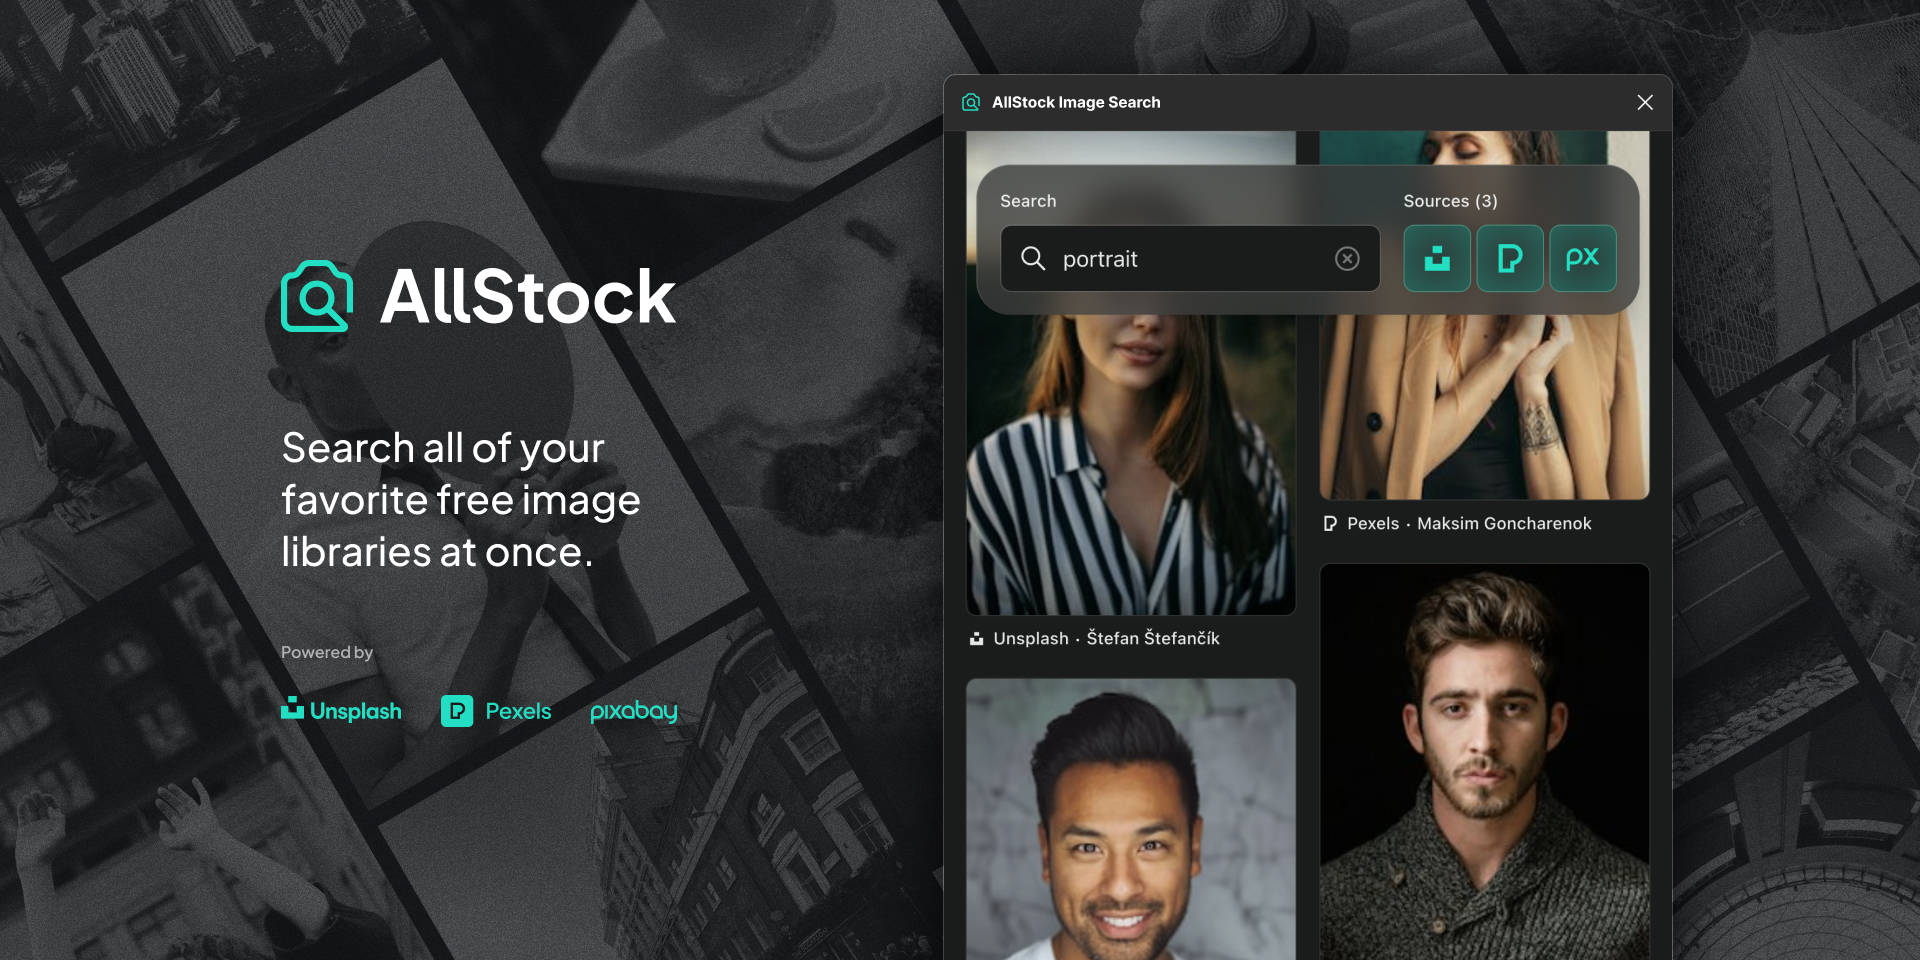 AllStock
Search all of your
favorite free image
libraries at once.
Powered by
Unsplash
Pexels
pixabay
AllStock Image Search
Search
Sources (3)
portrait
px
Pexels · Maksim Goncharenok
Unsplash · Štefan Štefančík